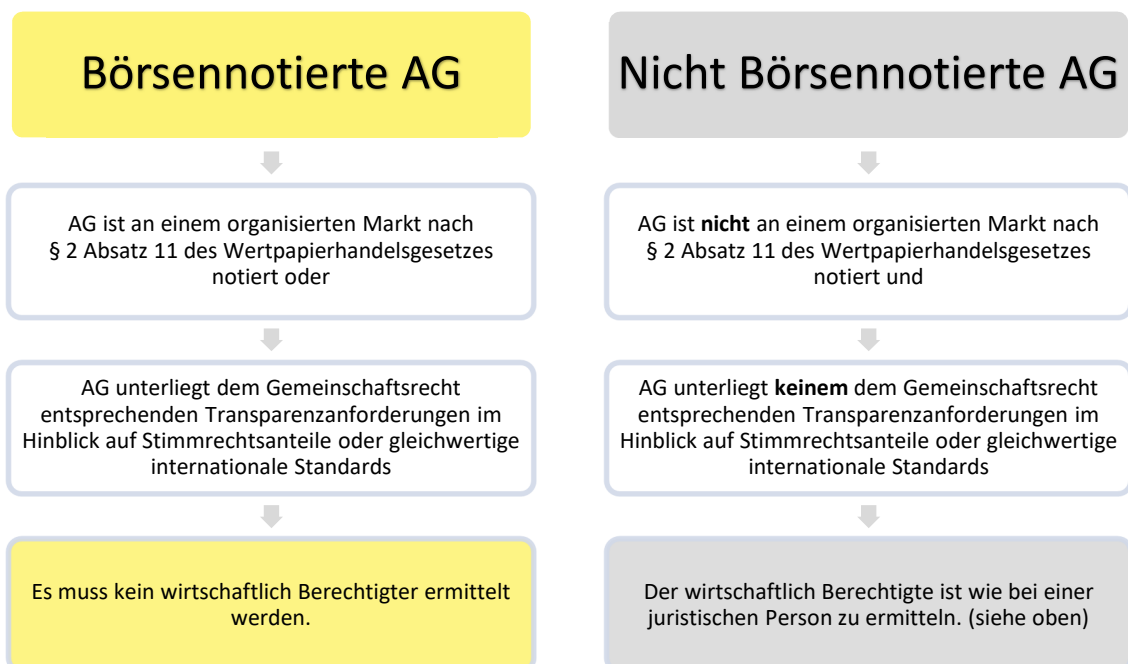 Börsennotierte AG
AG ist an einem organisierten Markt nach
§ 2 Absatz 11 des Wertpapierhandelsgesetzes
notiert oder
AG unterliegt dem Gemeinschaftsrecht
entsprechenden Transparenzanforderungen im
Hinblick auf Stimmrechtsanteile oder gleichwertige
internationale Standards
Es muss kein wirtschaftlich Berechtigter ermittelt
werden.
Nicht Börsennotierte AG
AG ist nicht an einem organisierten Markt nach
§ 2 Absatz 11 des Wertpapierhandelsgesetzes
notiert und
AG unterliegt keinem dem Gemeinschaftsrecht
entsprechenden Transparenzanforderungen im
Hinblick auf Stimmrechtsanteile oder gleichwertige
internationale Standards
Der wirtschaftlich Berechtigte ist wie bei einer
juristischen Person zu ermitteln. (siehe oben)